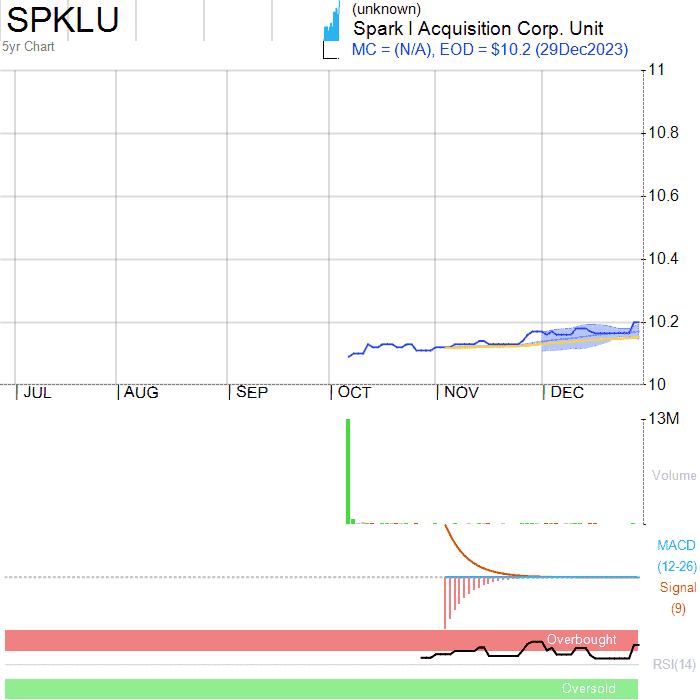 SPKLU
5yr Chart
(unknown)
Spark I Acquisition Corp. Unit
MC = (N/A), EOD = $10.2 (29Dec2023)
11
10.8
10.6
10.4
10.2
10
JUL AUG SEP OCT NOV DEC
13M
Volume
MACD
(12-26)
Signal
(9)
Overbought
RSI(14)
Oversold